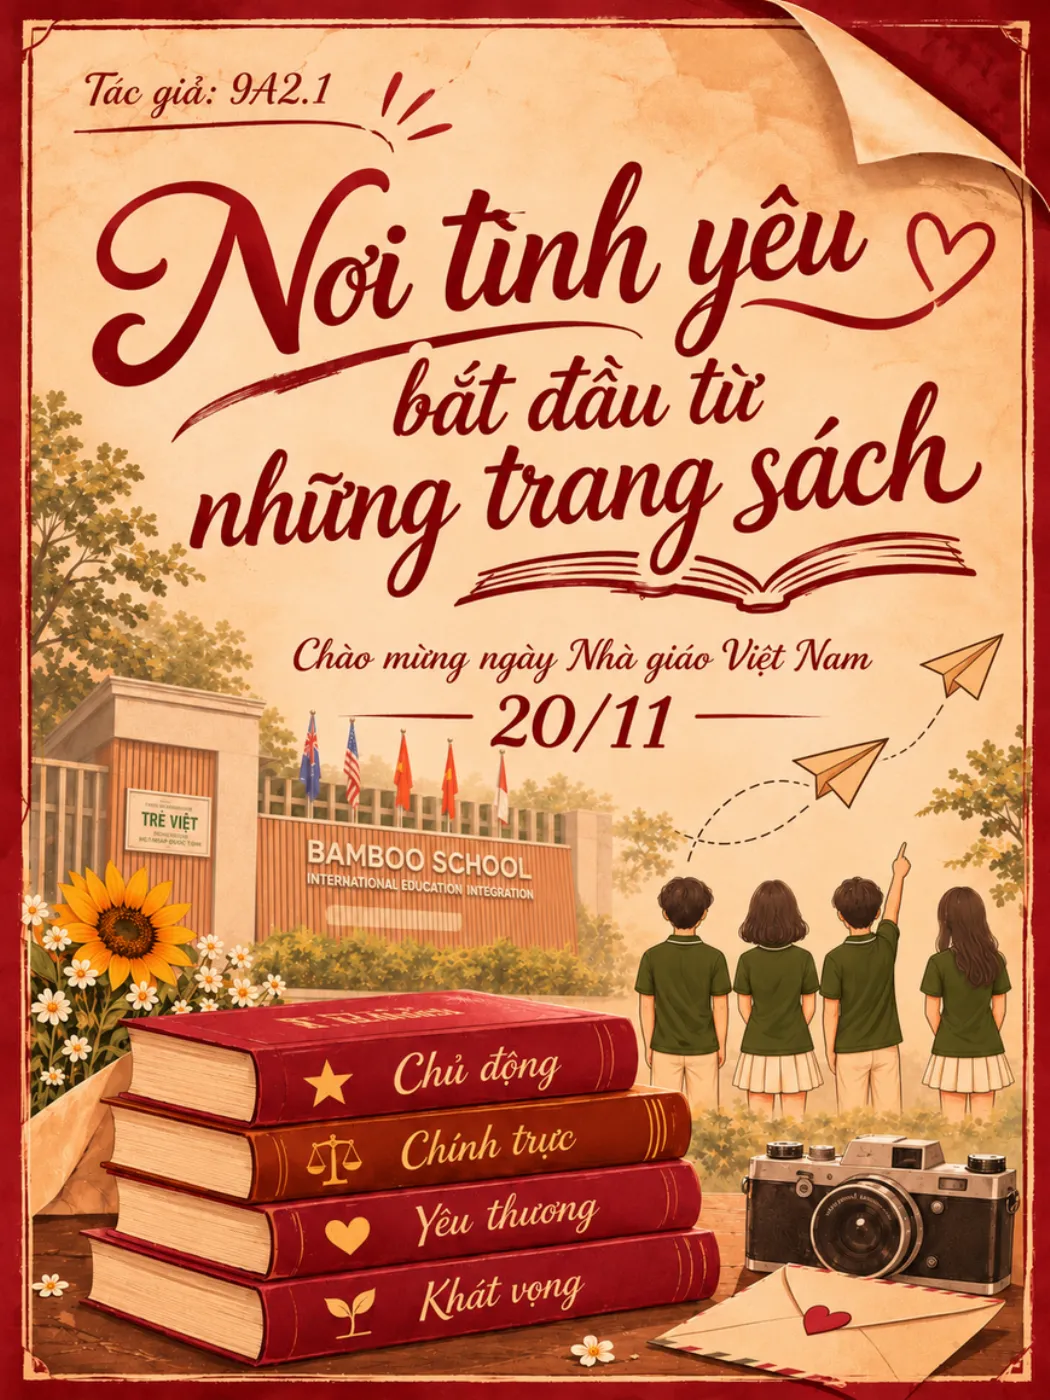 Tác giả: 9A2.1
Nơi tình yêu
bắt đầu từ
những trang sách
Chào mừng ngày Nhà giáo Việt Nam
20/11
TRẺ VIỆT
BAMBOO SCHOOL
INTERNATIONAL EDUCATION INTEGRATION
Chủ động
Chính trực
Yêu thương
Khát vọng